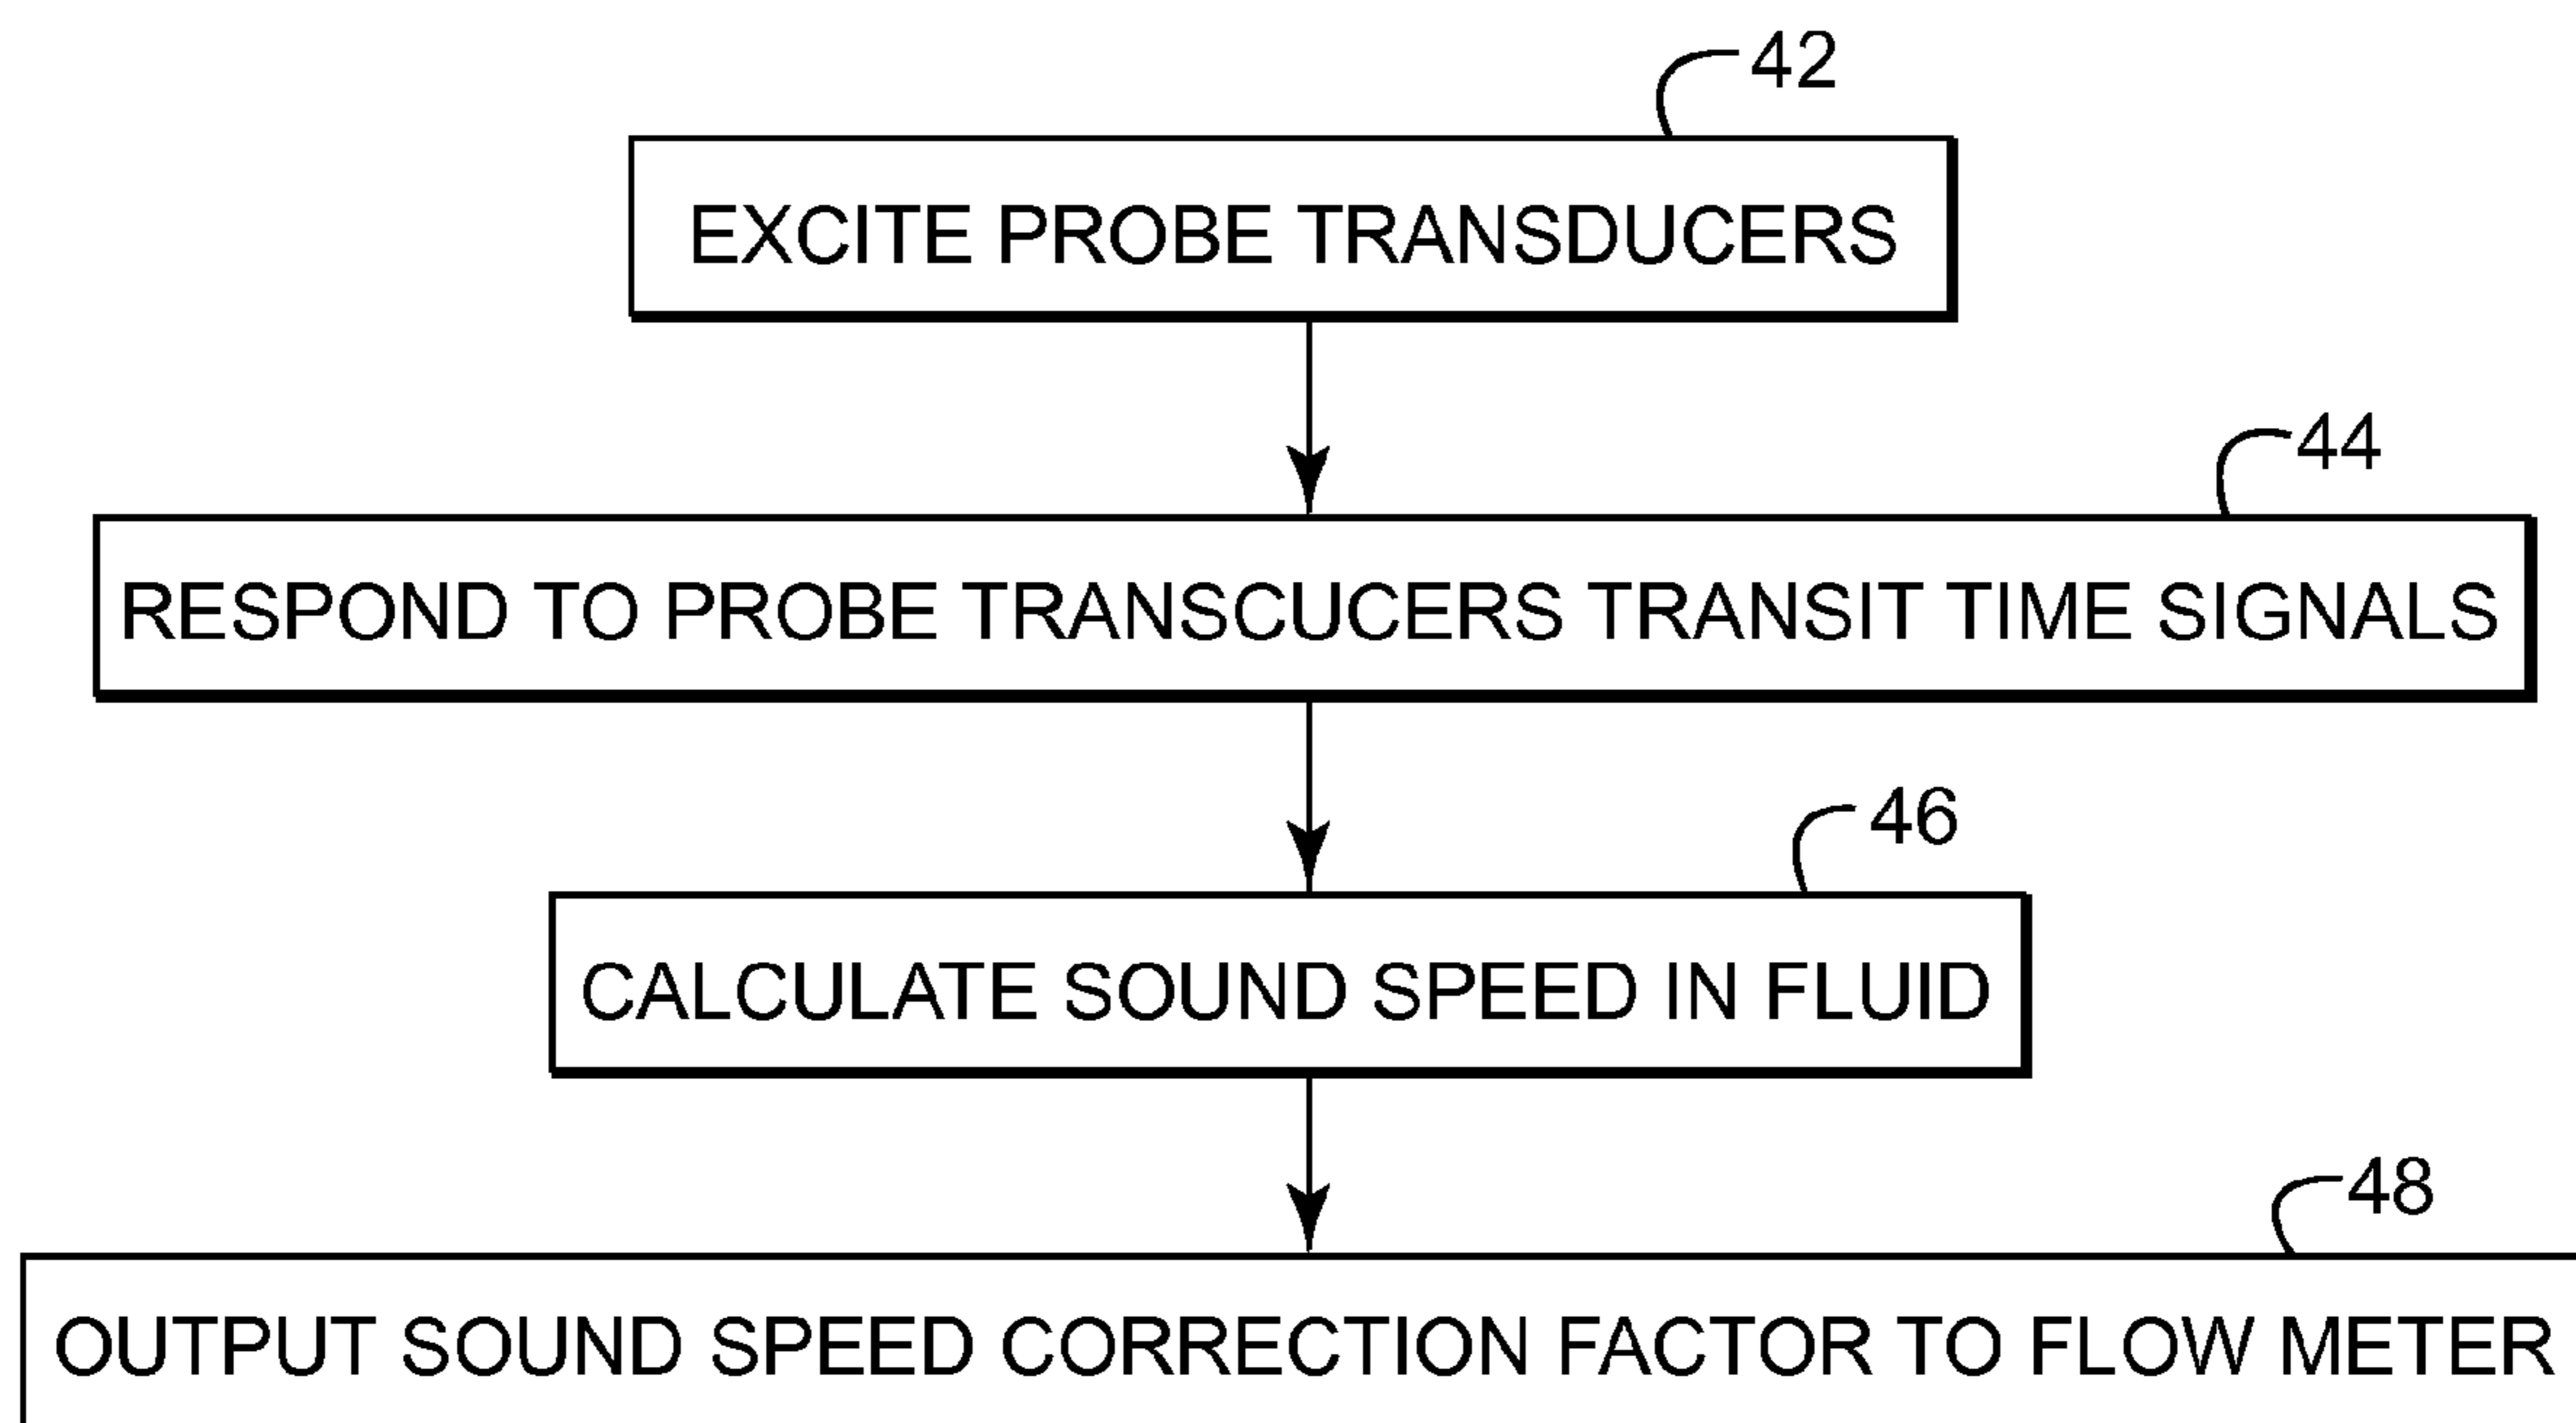 42
EXCITE PROBE TRANSDUCERS
44
RESPOND TO PROBE TRANSCUCERS TRANSIT TIME SIGNALS
46
CALCULATE SOUND SPEED IN FLUID
48
OUTPUT SOUND SPEED CORRECTION FACTOR TO FLOW METER